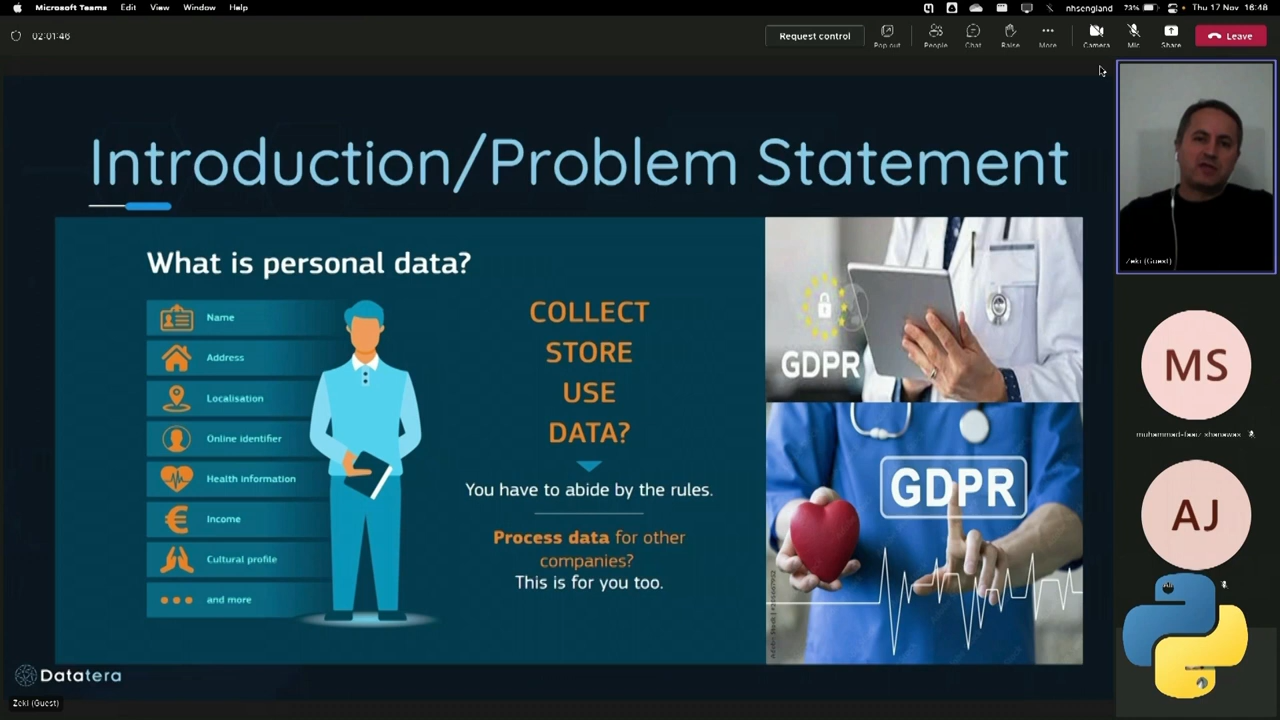 Microsoft Teams Edit View Window Help
nhsengland 73% Thu 17 Nov 16:48
02:01:46
Request control
Pop out
People
Chat
Raise
More
Camera
Mic
Share
Leave
Introduction/Problem Statement
What is personal data?
Name
Address
Localisation
Online identifier
Health information
Income
Cultural profile
and more
COLLECT
STORE
USE
DATA?
You have to abide by the rules.
Process data for other
companies?
This is for you too.
GDPR
GDPR
Datatera
Zeki (Guest)
Zeki (Guest)
MS
AJ